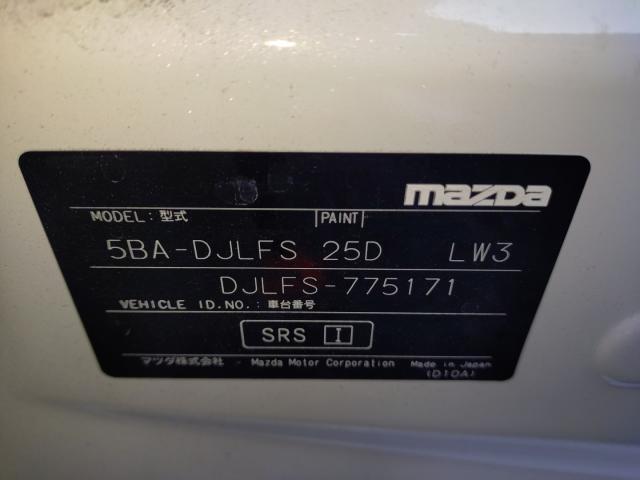 mazda
MODEL: 型式 PAINT
5BA-DJLFS 25D LW3
DJLFS-775171
VEHICLE ID.NO.: 車台番号
SRS I
マツダ株式会社 Mazda Motor Corporation Made in Japan
(D10A)